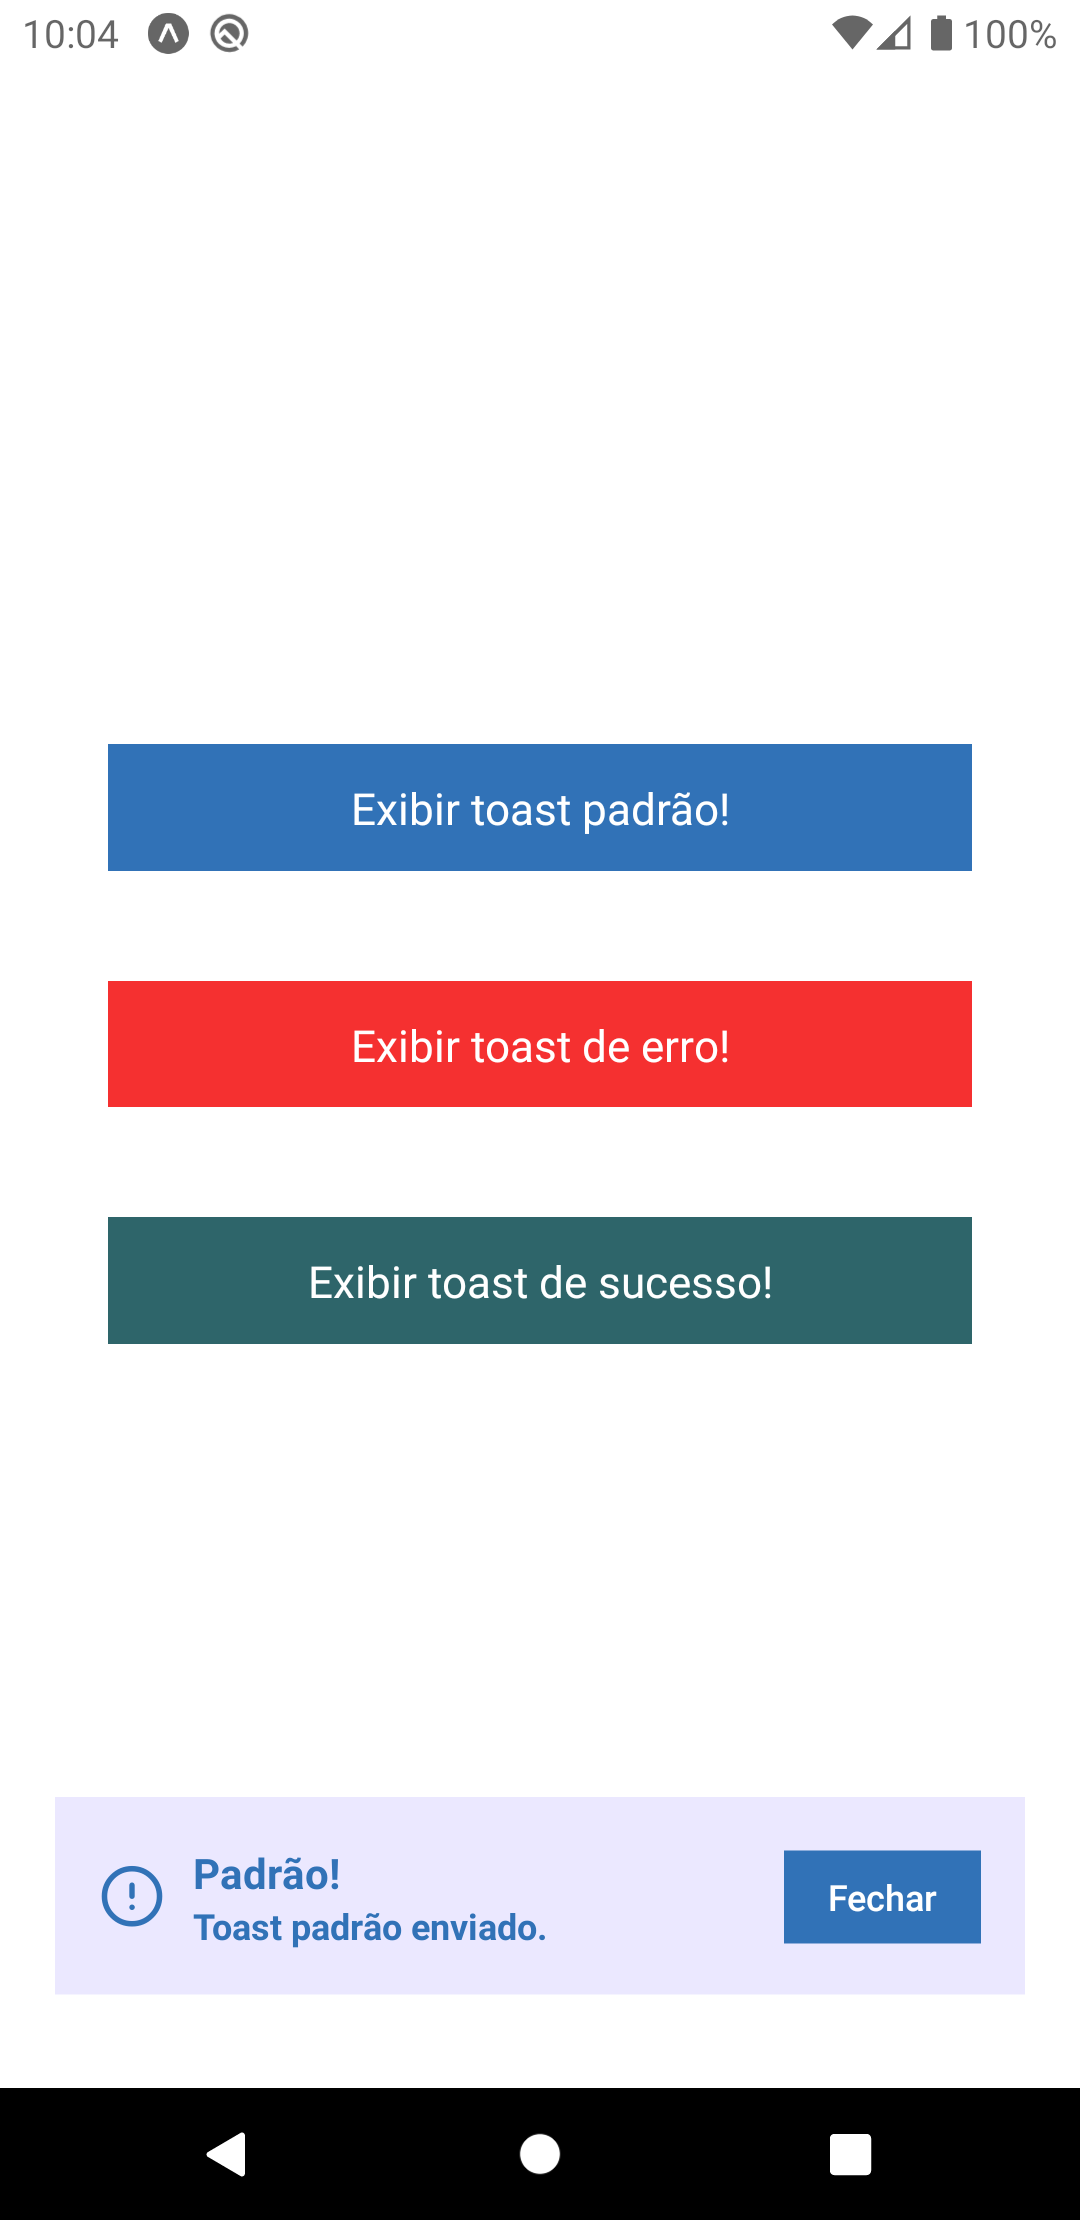 10:04 100%
Exibir toast padrão!
Exibir toast de erro!
Exibir toast de sucesso!
Padrão!
Toast padrão enviado.
Fechar